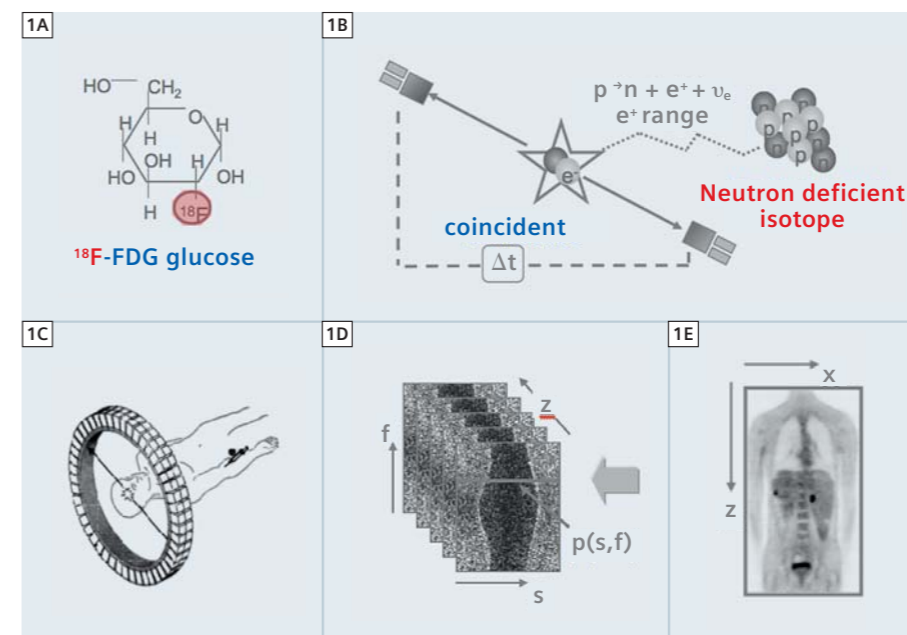 1A
HO
CH₂
O
H
H
H
OH
H
HO
OH
H
¹⁸F
¹⁸F-FDG glucose
1B
p → n + e⁺ + υₑ
e⁺ range
n
p
n
p
p
n
p
p
n
n
p
n
e⁻
Neutron deficient
isotope
coincident
Δt
1C
1D
f
z
p(s,f)
s
1E
x
z